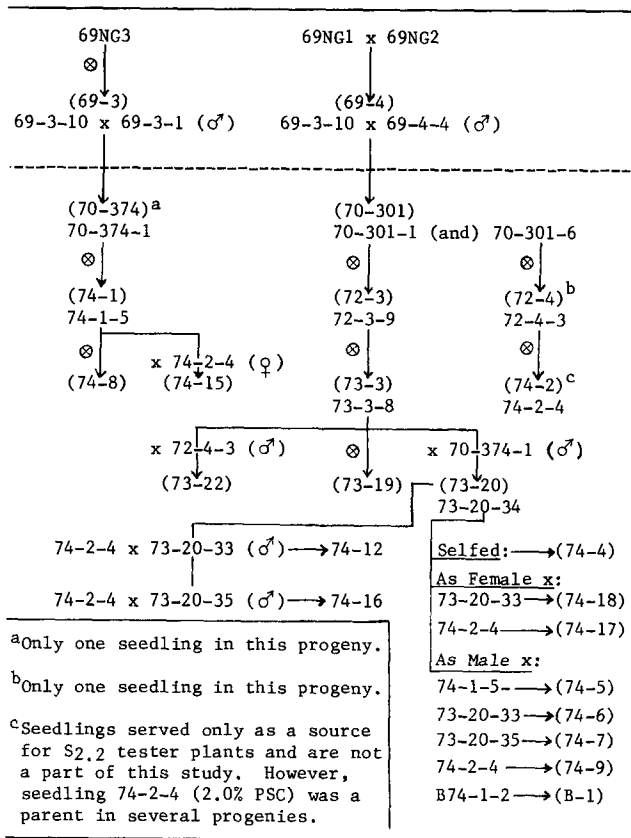 69NG3 69NG1 x 69NG2
⊗
(69-3) (69-4)
69-3-10 x 69-3-1 (♂) 69-3-10 x 69-4-4 (♂)
(70-374)a (70-301)
70-374-1 70-301-1 (and) 70-301-6
⊗ ⊗ ⊗
(74-1) (72-3) (72-4)b
74-1-5 72-3-9 72-4-3
⊗ x 74-2-4 (♀) ⊗ ⊗
(74-8) (74-15) (73-3) (74-2)c
73-3-8 74-2-4
x 72-4-3 (♂) ⊗ x 70-374-1 (♂)
(73-22) (73-19) (73-20)
73-20-34
74-2-4 x 73-20-33 (♂)→74-12
74-2-4 x 73-20-35 (♂)→74-16
Selfed:→(74-4)
As Female x:
73-20-33→(74-18)
74-2-4→(74-17)
As Male x:
74-1-5-→(74-5)
73-20-33→(74-6)
73-20-35→(74-7)
74-2-4→(74-9)
B74-1-2→(B-1)
aOnly one seedling in this progeny.
bOnly one seedling in this progeny.
cSeedlings served only as a source
for S2.2 tester plants and are not
a part of this study. However,
seedling 74-2-4 (2.0% PSC) was a
parent in several progenies.